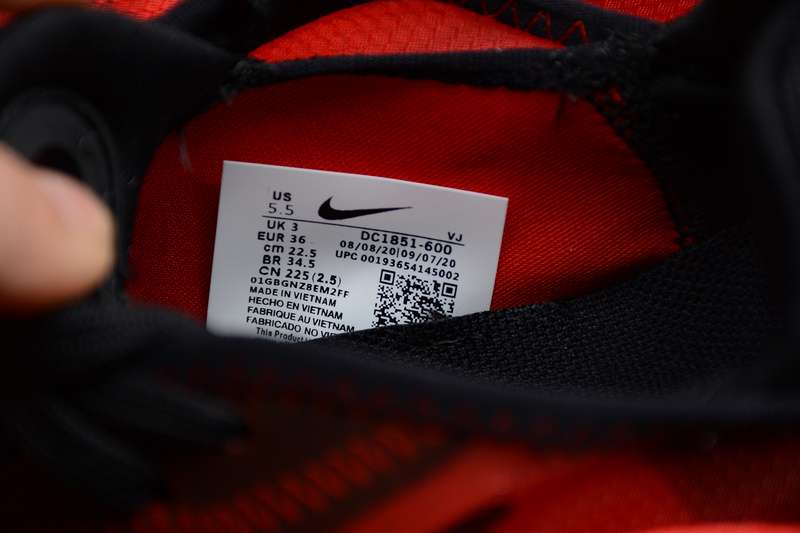 US
5.5
UK 3
EUR 36
cm 22.5
BR 34.5
CN 225 (2.5)
01GBGNZ8EM2FF
MADE IN VIETNAM
HECHO EN VIETNAM
FABRIQUE AU VIETNAM
FABRICADO NO VIETNAM
This Product
VJ
DC1851-600
08/08/20|09/07/20
UPC 00193654145002